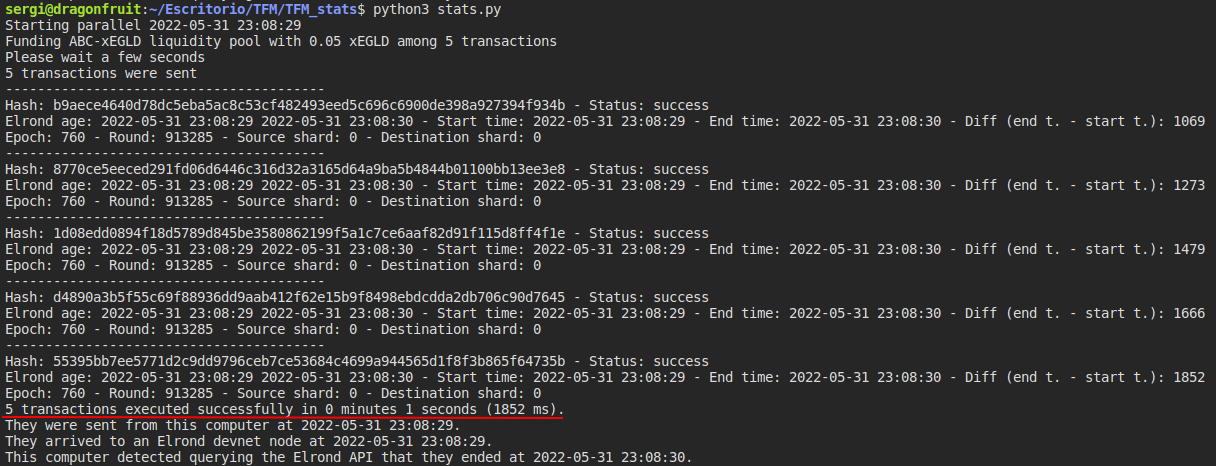 sergi@dragonfruit:~/Escritorio/TFM/TFM_stats$ python3 stats.py
Starting parallel 2022-05-31 23:08:29
Funding ABC-xEGLD liquidity pool with 0.05 xEGLD among 5 transactions
Please wait a few seconds
5 transactions were sent
----------------------------------------
Hash: b9aece4640d78dc5eba5ac8c53cf482493eed5c696c6900de398a927394f934b - Status: success
Elrond age: 2022-05-31 23:08:29 2022-05-31 23:08:30 - Start time: 2022-05-31 23:08:29 - End time: 2022-05-31 23:08:30 - Diff (end t. - start t.): 1069
Epoch: 760 - Round: 913285 - Source shard: 0 - Destination shard: 0
----------------------------------------
Hash: 8770ce5eeced291fd06d6446c316d32a3165d64a9ba5b4844b01100bb13ee3e8 - Status: success
Elrond age: 2022-05-31 23:08:29 2022-05-31 23:08:30 - Start time: 2022-05-31 23:08:29 - End time: 2022-05-31 23:08:30 - Diff (end t. - start t.): 1273
Epoch: 760 - Round: 913285 - Source shard: 0 - Destination shard: 0
----------------------------------------
Hash: 1d08edd0894f18d5789d845be3580862199f5a1c7ce6aaf82d91f115d8ff4f1e - Status: success
Elrond age: 2022-05-31 23:08:29 2022-05-31 23:08:30 - Start time: 2022-05-31 23:08:29 - End time: 2022-05-31 23:08:30 - Diff (end t. - start t.): 1479
Epoch: 760 - Round: 913285 - Source shard: 0 - Destination shard: 0
----------------------------------------
Hash: d4890a3b5f55c69f88936dd9aab412f62e15b9f8498ebdcdda2db706c90d7645 - Status: success
Elrond age: 2022-05-31 23:08:29 2022-05-31 23:08:30 - Start time: 2022-05-31 23:08:29 - End time: 2022-05-31 23:08:30 - Diff (end t. - start t.): 1666
Epoch: 760 - Round: 913285 - Source shard: 0 - Destination shard: 0
----------------------------------------
Hash: 55395bb7ee5771d2c9dd9796ceb7ce53684c4699a944565d1f8f3b865f64735b - Status: success
Elrond age: 2022-05-31 23:08:29 2022-05-31 23:08:30 - Start time: 2022-05-31 23:08:29 - End time: 2022-05-31 23:08:30 - Diff (end t. - start t.): 1852
Epoch: 760 - Round: 913285 - Source shard: 0 - Destination shard: 0
5 transactions executed successfully in 0 minutes 1 seconds (1852 ms).
They were sent from this computer at 2022-05-31 23:08:29.
They arrived to an Elrond devnet node at 2022-05-31 23:08:29.
This computer detected querying the Elrond API that they ended at 2022-05-31 23:08:30.